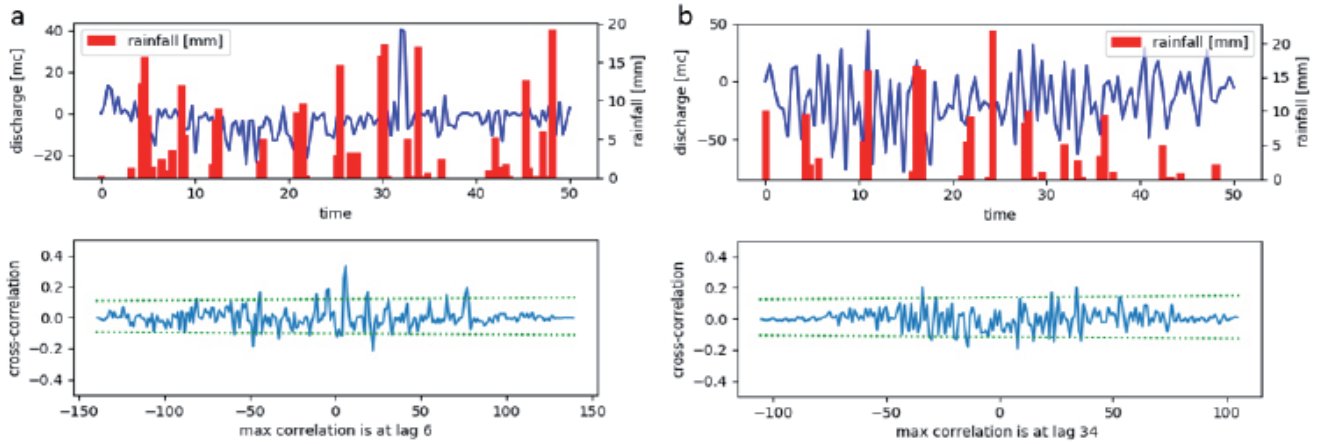 a
rainfall [mm]
discharge [mc]
40
20
0
−20
20
15
10
5
0
rainfall [mm]
0 10 20 30 40 50
time
cross-correlation
0.4
0.2
0.0
−0.2
−0.4
−150 −100 −50 0 50 100 150
max correlation is at lag 6
b
rainfall [mm]
discharge [mc]
50
0
−50
20
15
10
5
0
rainfall [mm]
0 10 20 30 40 50
time
cross-correlation
0.4
0.2
0.0
−0.2
−0.4
−100 −50 0 50 100
max correlation is at lag 34